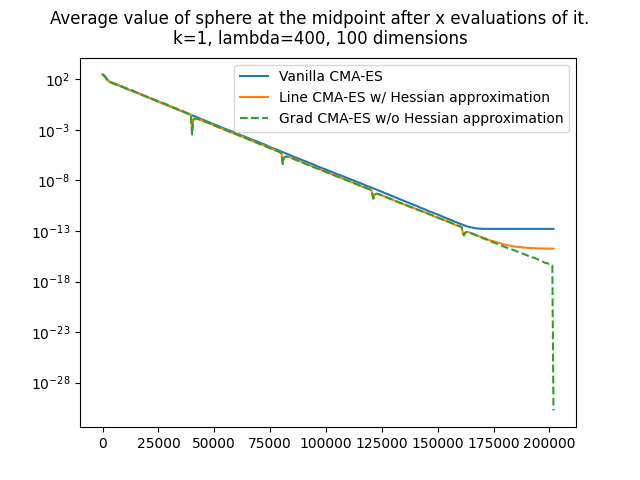 Average value of sphere at the midpoint after x evaluations of it.
k=1, lambda=400, 100 dimensions
Vanilla CMA-ES
Line CMA-ES w/ Hessian approximation
Grad CMA-ES w/o Hessian approximation
10²
10⁻³
10⁻⁸
10⁻¹³
10⁻¹⁸
10⁻²³
10⁻²⁸
0 25000 50000 75000 100000 125000 150000 175000 200000